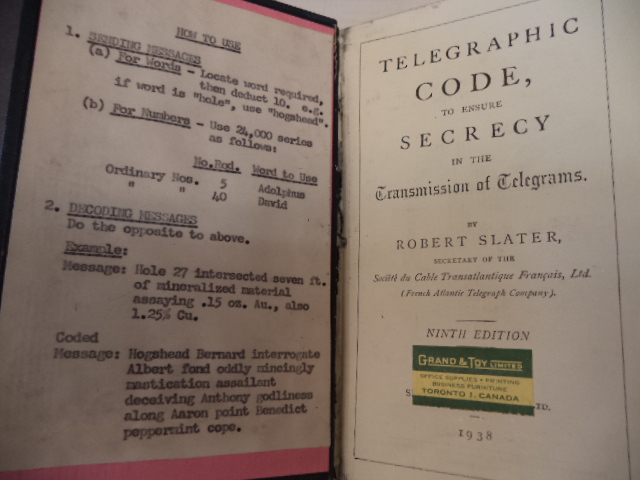 HOW TO USE
1. SENDING MESSAGES
(a) For Words - Locate word required,
then deduct 10. e.g.
if word is "hole", use "hogshead".
(b) For Numbers - Use 24,000 series
as follows:
No.Rqd. Word to Use
Ordinary Nos. 5 Adolphus
" " 40 David
2. DECODING MESSAGES
Do the opposite to above.
Example:
Message: Hole 27 intersected seven ft.
of mineralized material
assaying .15 oz. Au., also
1.25% Cu.
Coded
Message: Hogshead Bernard interrogate
Albert fond oddly mincingly
mastication assailant
deceiving Anthony godliness
along Aaron point Benedict
peppermint cope.
TELEGRAPHIC
CODE,
TO ENSURE
SECRECY
IN THE
Transmission of Telegrams.
BY
ROBERT SLATER,
SECRETARY OF THE
Société du Cable Transatlantique Français, Ltd.
(French Atlantic Telegraph Company).
NINTH EDITION
GRAND & TOY LIMITED
OFFICE SUPPLIES • PRINTING
BUSINESS FURNITURE
TORONTO 1, CANADA
S TD.
1938